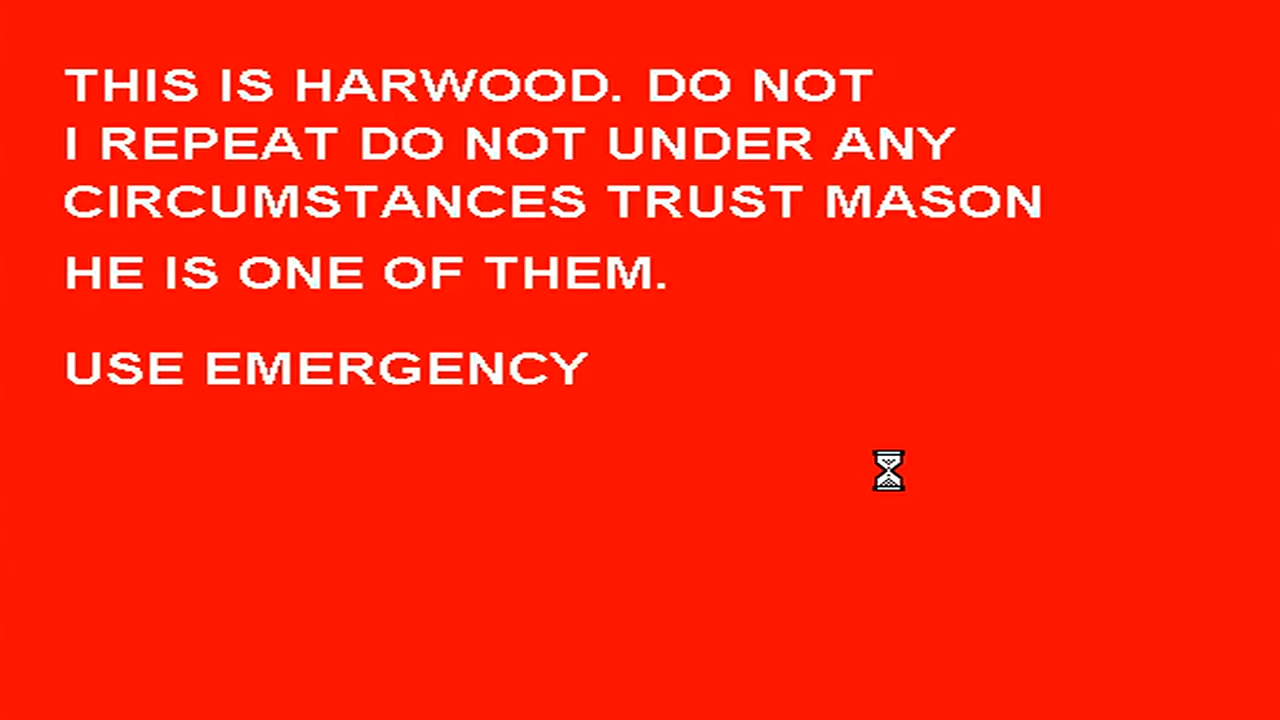 THIS IS HARWOOD. DO NOT
I REPEAT DO NOT UNDER ANY
CIRCUMSTANCES TRUST MASON
HE IS ONE OF THEM.
USE EMERGENCY